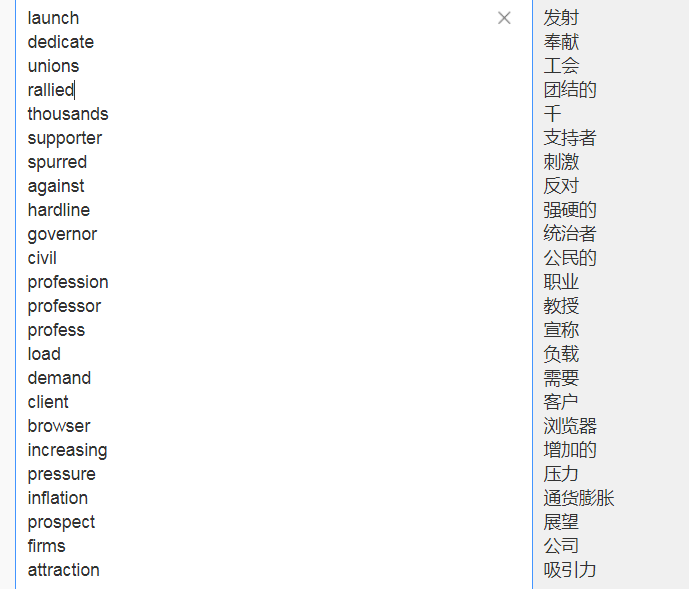 launch
dedicate
unions
rallied
thousands
supporter
spurred
against
hardline
governor
civil
profession
professor
profess
load
demand
client
browser
increasing
pressure
inflation
prospect
firms
attraction
发射
奉献
工会
团结的
千
支持者
刺激
反对
强硬的
统治者
公民的
职业
教授
宣称
负载
需要
客户
浏览器
增加的
压力
通货膨胀
展望
公司
吸引力